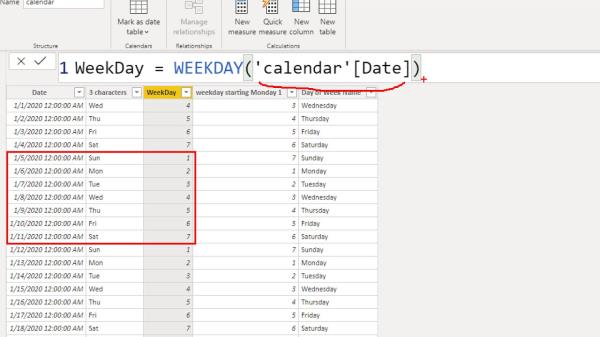 Name calendar
Mark as date Manage New Quick New New
table relationships measure measure column table
Structure Calendars Relationships Calculations
1 WeekDay = WEEKDAY('calendar'[Date])
Date 3 characters WeekDay weekday starting Monday 1 Day of Week Name
1/1/2020 12:00:00 AM Wed 4 3 Wednesday
1/2/2020 12:00:00 AM Thu 5 4 Thursday
1/3/2020 12:00:00 AM Fri 6 5 Friday
1/4/2020 12:00:00 AM Sat 7 6 Saturday
1/5/2020 12:00:00 AM Sun 1 7 Sunday
1/6/2020 12:00:00 AM Mon 2 1 Monday
1/7/2020 12:00:00 AM Tue 3 2 Tuesday
1/8/2020 12:00:00 AM Wed 4 3 Wednesday
1/9/2020 12:00:00 AM Thu 5 4 Thursday
1/10/2020 12:00:00 AM Fri 6 5 Friday
1/11/2020 12:00:00 AM Sat 7 6 Saturday
1/12/2020 12:00:00 AM Sun 1 7 Sunday
1/13/2020 12:00:00 AM Mon 2 1 Monday
1/14/2020 12:00:00 AM Tue 3 2 Tuesday
1/15/2020 12:00:00 AM Wed 4 3 Wednesday
1/16/2020 12:00:00 AM Thu 5 4 Thursday
1/17/2020 12:00:00 AM Fri 6 5 Friday
1/18/2020 12:00:00 AM Sat 7 6 Saturday